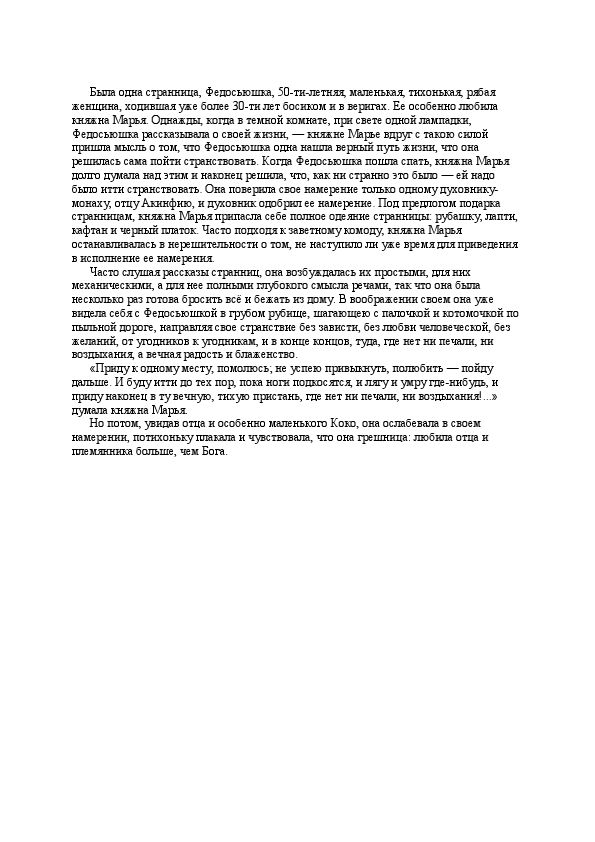 Была одна странница, Федосьюшка, 50-ти-летняя, маленькая, тихонькая, рябая
женщина, ходившая уже более 30-ти лет босиком и в веригах. Ее особенно любила
княжна Марья. Однажды, когда в темной комнате, при свете одной лампадки,
Федосьюшка рассказывала о своей жизни, — княжне Марье вдруг с такою силой
пришла мысль о том, что Федосьюшка одна нашла верный путь жизни, что она
решилась сама пойти странствовать. Когда Федосьюшка пошла спать, княжна Марья
долго думала над этим и наконец решила, что, как ни странно это было — ей надо
было итти странствовать. Она поверила свое намерение только одному духовнику-
монаху, отцу Акинфию, и духовник одобрил ее намерение. Под предлогом подарка
странницам, княжна Марья припасла себе полное одеяние странницы: рубашку, лапти,
кафтан и черный платок. Часто подходя к заветному комоду, княжна Марья
останавливалась в нерешительности о том, не наступило ли уже время для приведения
в исполнение ее намерения.
Часто слушая рассказы странниц, она возбуждалась их простыми, для них
механическими, а для нее полными глубокого смысла речами, так что она была
несколько раз готова бросить всё и бежать из дому. В воображении своем она уже
видела себя с Федосьюшкой в грубом рубище, шагающею с палочкой и котомочкой по
пыльной дороге, направляя свое странствие без зависти, без любви человеческой, без
желаний, от угодников к угодникам, и в конце концов, туда, где нет ни печали, ни
воздыхания, а вечная радость и блаженство.
«Приду к одному месту, помолюсь; не успею привыкнуть, полюбить — пойду
дальше. И буду итти до тех пор, пока ноги подкосятся, и лягу и умру где-нибудь, и
приду наконец в ту вечную, тихую пристань, где нет ни печали, ни воздыхания!...»
думала княжна Марья.
Но потом, увидав отца и особенно маленького Коко, она ослабевала в своем
намерении, потихоньку плакала и чувствовала, что она грешница: любила отца и
племянника больше, чем Бога.